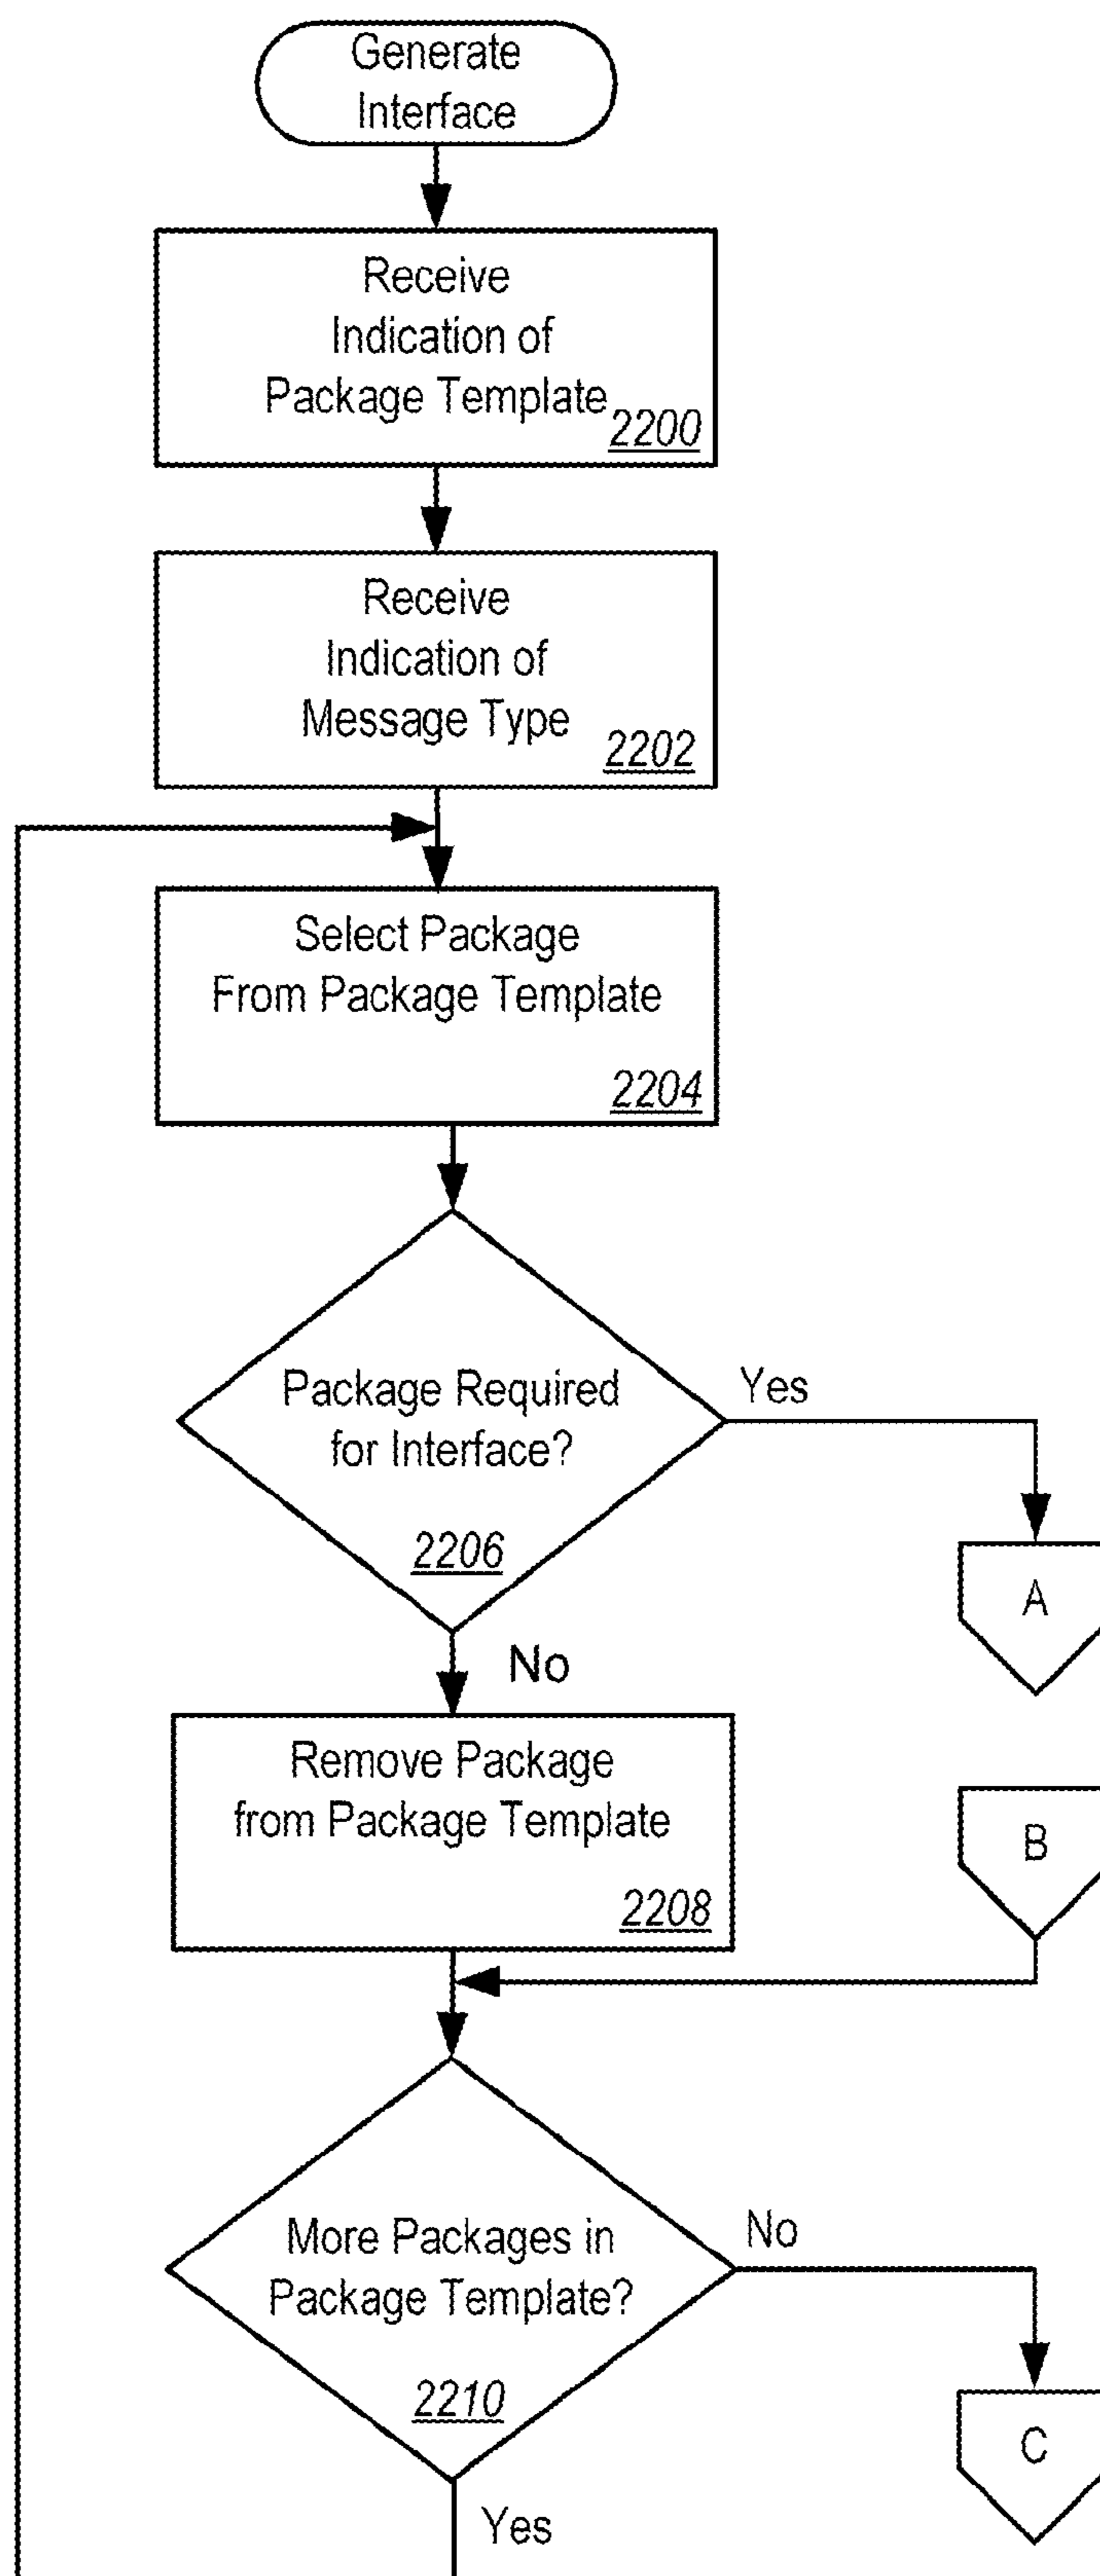 Generate
Interface
Receive
Indication of
Package Template
2200
Receive
Indication of
Message Type
2202
Select Package
From Package Template
2204
Package Required
for Interface?
2206
Yes
A
No
Remove Package
from Package Template
2208
B
More Packages in
Package Template?
2210
No
C
Yes